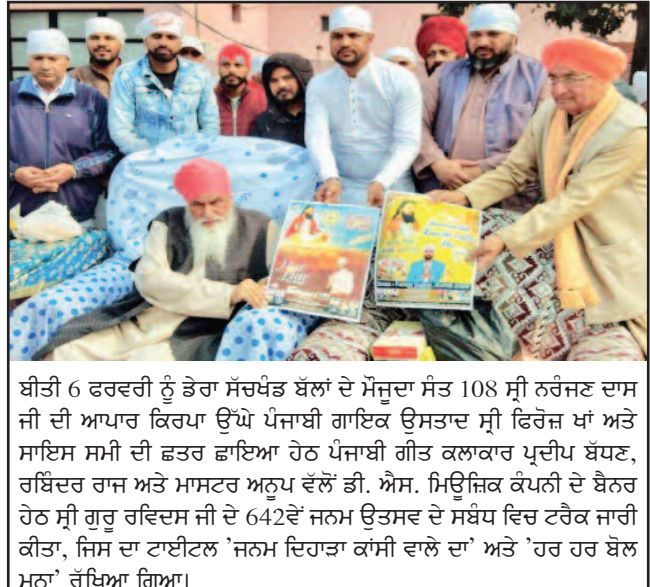 ਬੀਤੀ 6 ਫਰਵਰੀ ਨੂੰ ਡੇਰਾ ਸੱਚਖੰਡ ਬੱਲਾਂ ਦੇ ਮੌਜੂਦਾ ਸੰਤ 108 ਸ੍ਰੀ ਨਰੰਜਣ ਦਾਸ
ਜੀ ਦੀ ਆਪਾਰ ਕਿਰਪਾ ਉੱਘੇ ਪੰਜਾਬੀ ਗਾਇਕ ਉਸਤਾਦ ਸ੍ਰੀ ਫਿਰੋਜ਼ ਖਾਂ ਅਤੇ
ਸਾਇਸ ਸਮੀ ਦੀ ਛਤਰ ਛਾਇਆ ਹੇਠ ਪੰਜਾਬੀ ਗੀਤ ਕਲਾਕਾਰ ਪ੍ਰਦੀਪ ਬੱਧਣ,
ਰਬਿੰਦਰ ਰਾਜ ਅਤੇ ਮਾਸਟਰ ਅਨੂਪ ਵੱਲੋਂ ਡੀ. ਐਸ. ਮਿਊਜ਼ਿਕ ਕੰਪਨੀ ਦੇ ਬੈਨਰ
ਹੇਠ ਸ੍ਰੀ ਗੁਰੂ ਰਵਿਦਸ ਜੀ ਦੇ 642ਵੇਂ ਜਨਮ ਉਤਸਵ ਦੇ ਸਬੰਧ ਵਿਚ ਟਰੈਕ ਜਾਰੀ
ਕੀਤਾ, ਜਿਸ ਦਾ ਟਾਈਟਲ 'ਜਨਮ ਦਿਹਾੜਾ ਕਾਂਸੀ ਵਾਲੇ ਦਾ' ਅਤੇ 'ਹਰ ਹਰ ਬੋਲ
ਮਨਾ' ਰੱਖਿਆ ਗਿਆ।